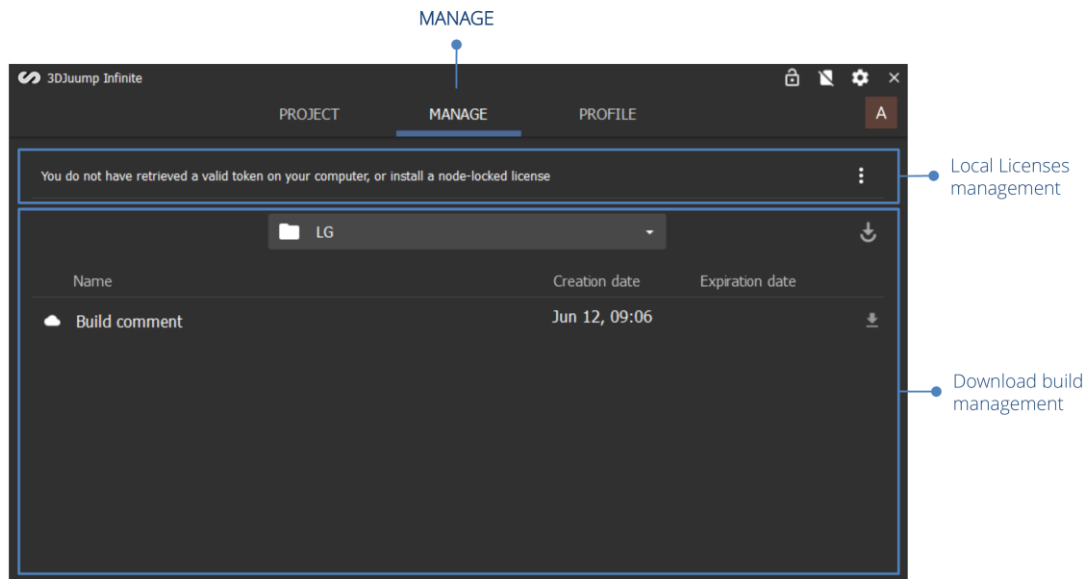 MANAGE
3DJuump Infinite
PROJECT MANAGE PROFILE A
You do not have retrieved a valid token on your computer, or install a node-locked license
Local Licenses
management
LG
Name Creation date Expiration date
Build comment Jun 12, 09:06
Download build
management